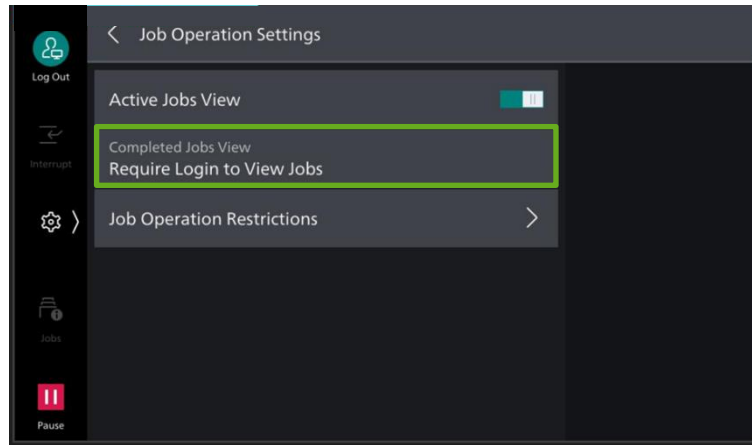 Job Operation Settings
Log Out
Active Jobs View
Completed Jobs View
Require Login to View Jobs
Interrupt
Job Operation Restrictions
Jobs
Pause